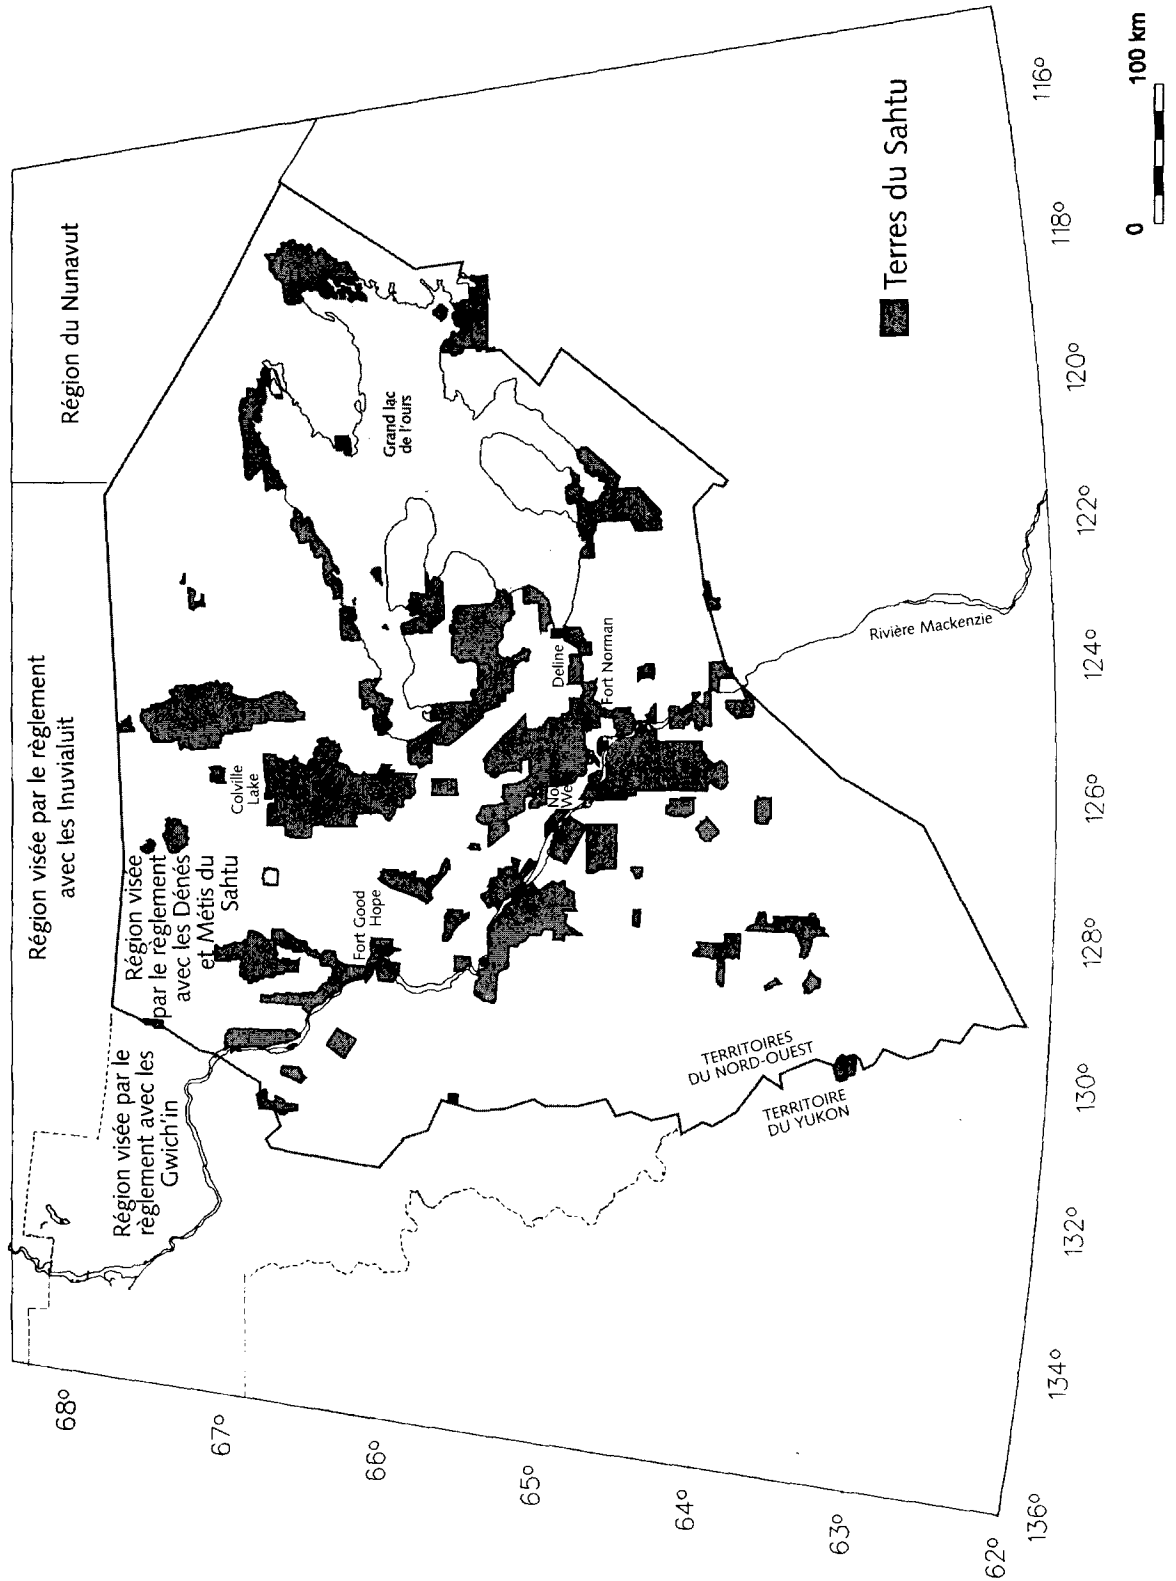 Région du Nunavut
Région visée par le règlement
avec les Inuvialuit
Région visée
par le règlement
avec les Dénés
et Métis du
Sahtu
Région visée par le
règlement avec les
Gwich'in
Colville
Lake
Fort Good
Hope
Grand lac
de l'ours
Deline
Fort Norman
No
We
Rivière Mackenzie
TERRITOIRES
DU NORD-OUEST
TERRITOIRE
DU YUKON
Terres du Sahtu
68°
67°
66°
65°
64°
63°
62°
136°
134°
132°
130°
128°
126°
124°
122°
120°
118°
116°
0 100 km